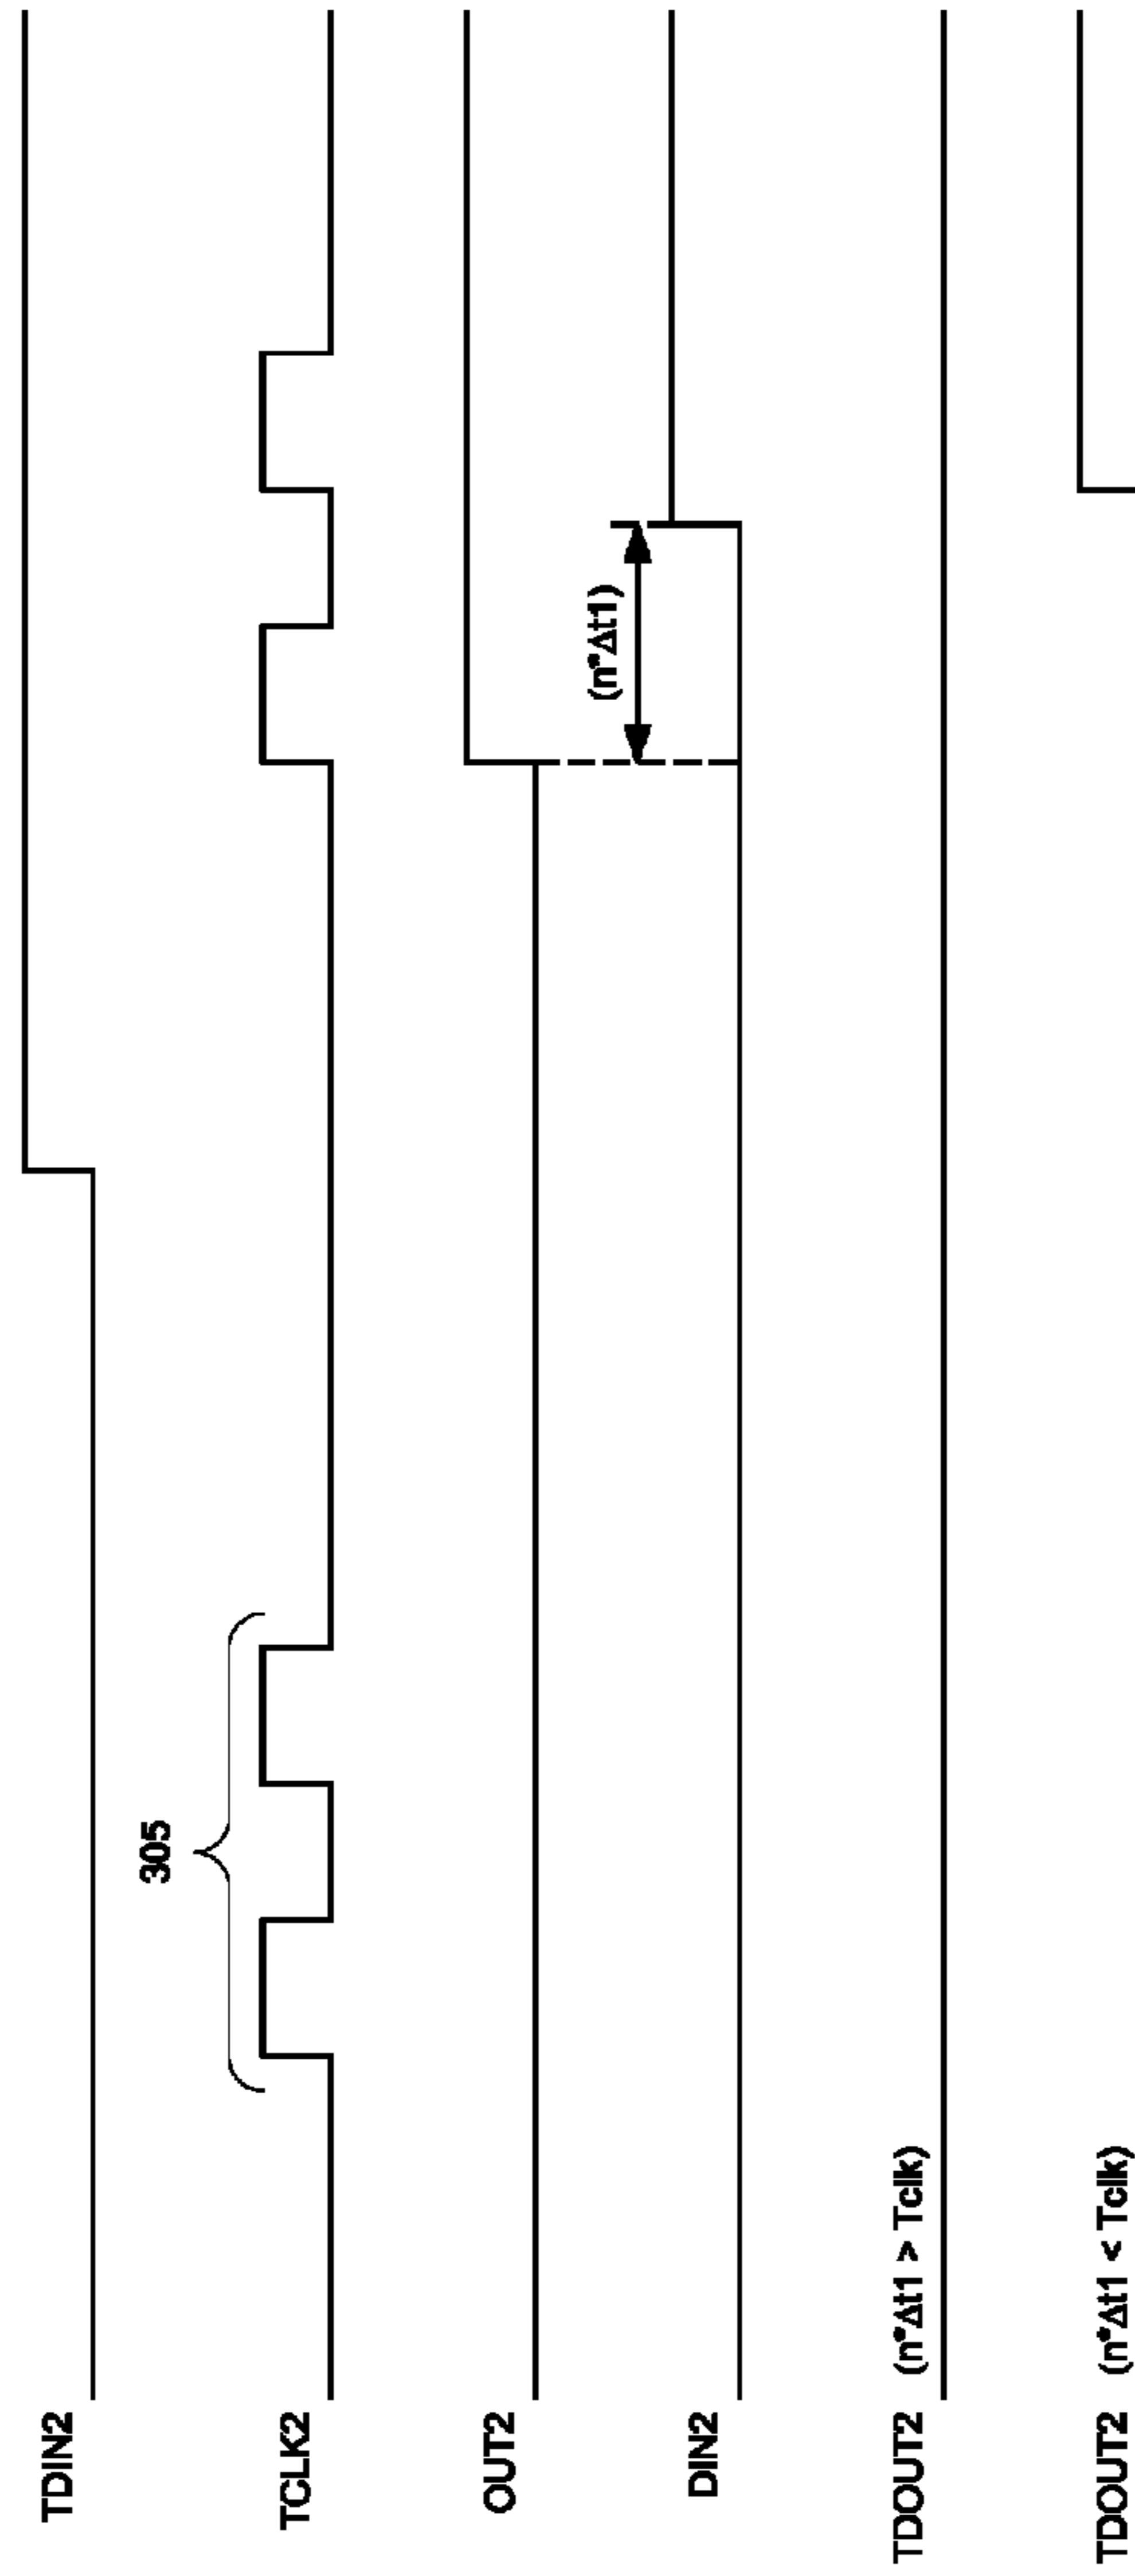 TDIN2
305
TCLK2
OUT2
(n*Δt1)
DIN2
TDOUT2 (n*Δt1 > Tclk)
TDOUT2 (n*Δt1 < Tclk)